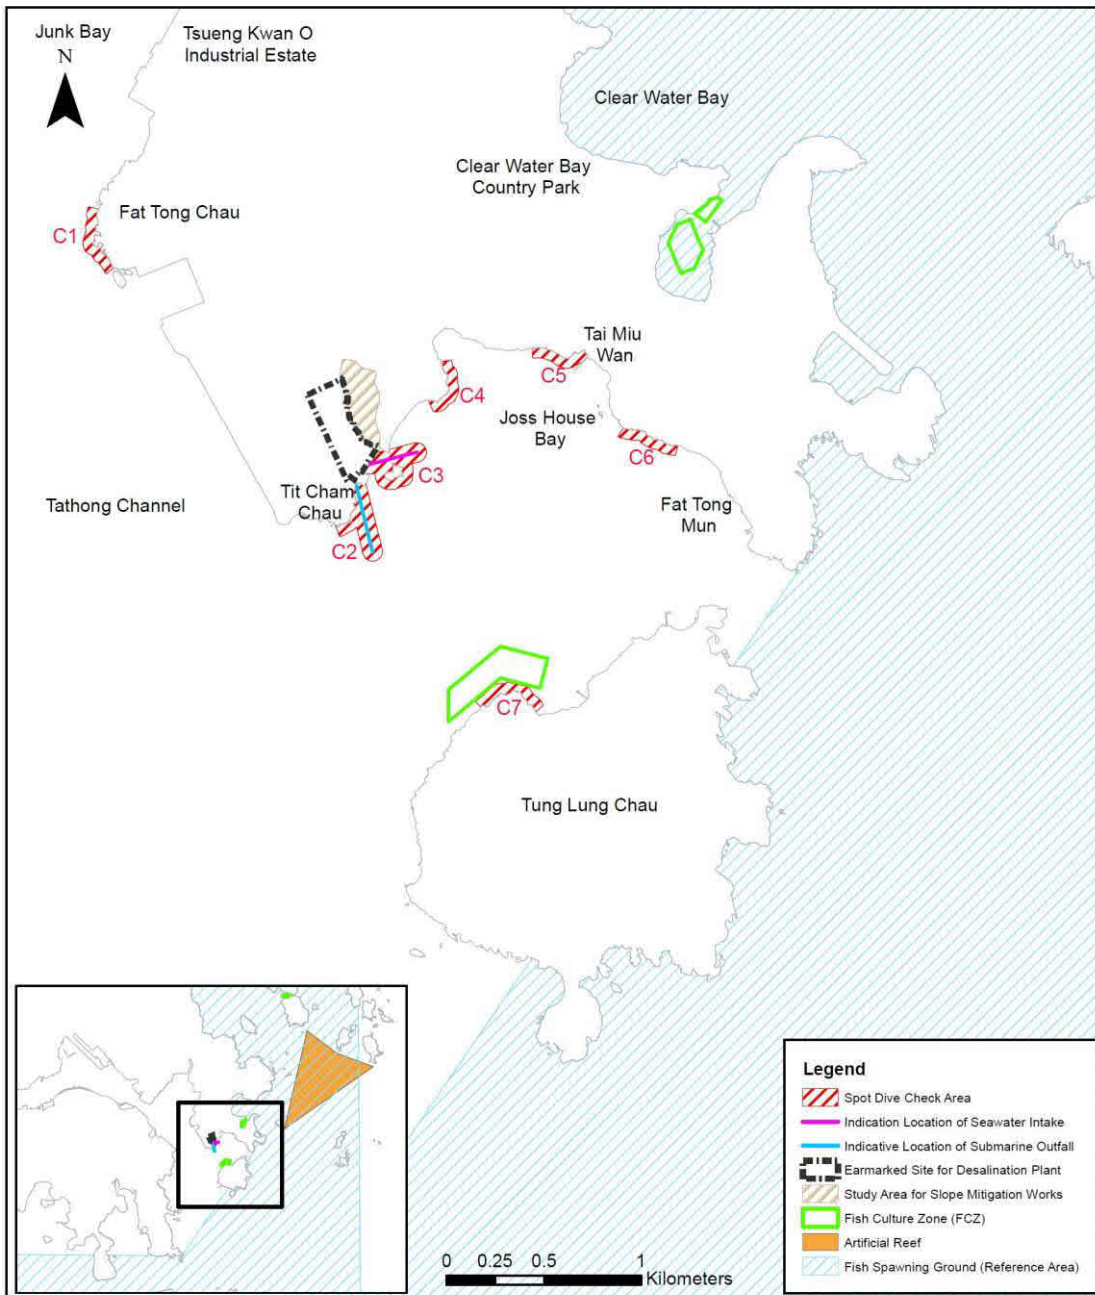 Junk Bay
N
Tsueng Kwan O
Industrial Estate
Clear Water Bay
Clear Water Bay
Country Park
Fat Tong Chau
C1
Tai Miu
Wan
C5
C4
Joss House
Bay
C6
C3
Tit Cham
Chau
C2
Tathong Channel
Fat Tong
Mun
C7
Tung Lung Chau
Legend
Spot Dive Check Area
Indication Location of Seawater Intake
Indicative Location of Submarine Outfall
Earmarked Site for Desalination Plant
Study Area for Slope Mitigation Works
Fish Culture Zone (FCZ)
Artificial Reef
Fish Spawning Ground (Reference Area)
0 0.25 0.5 1
Kilometers